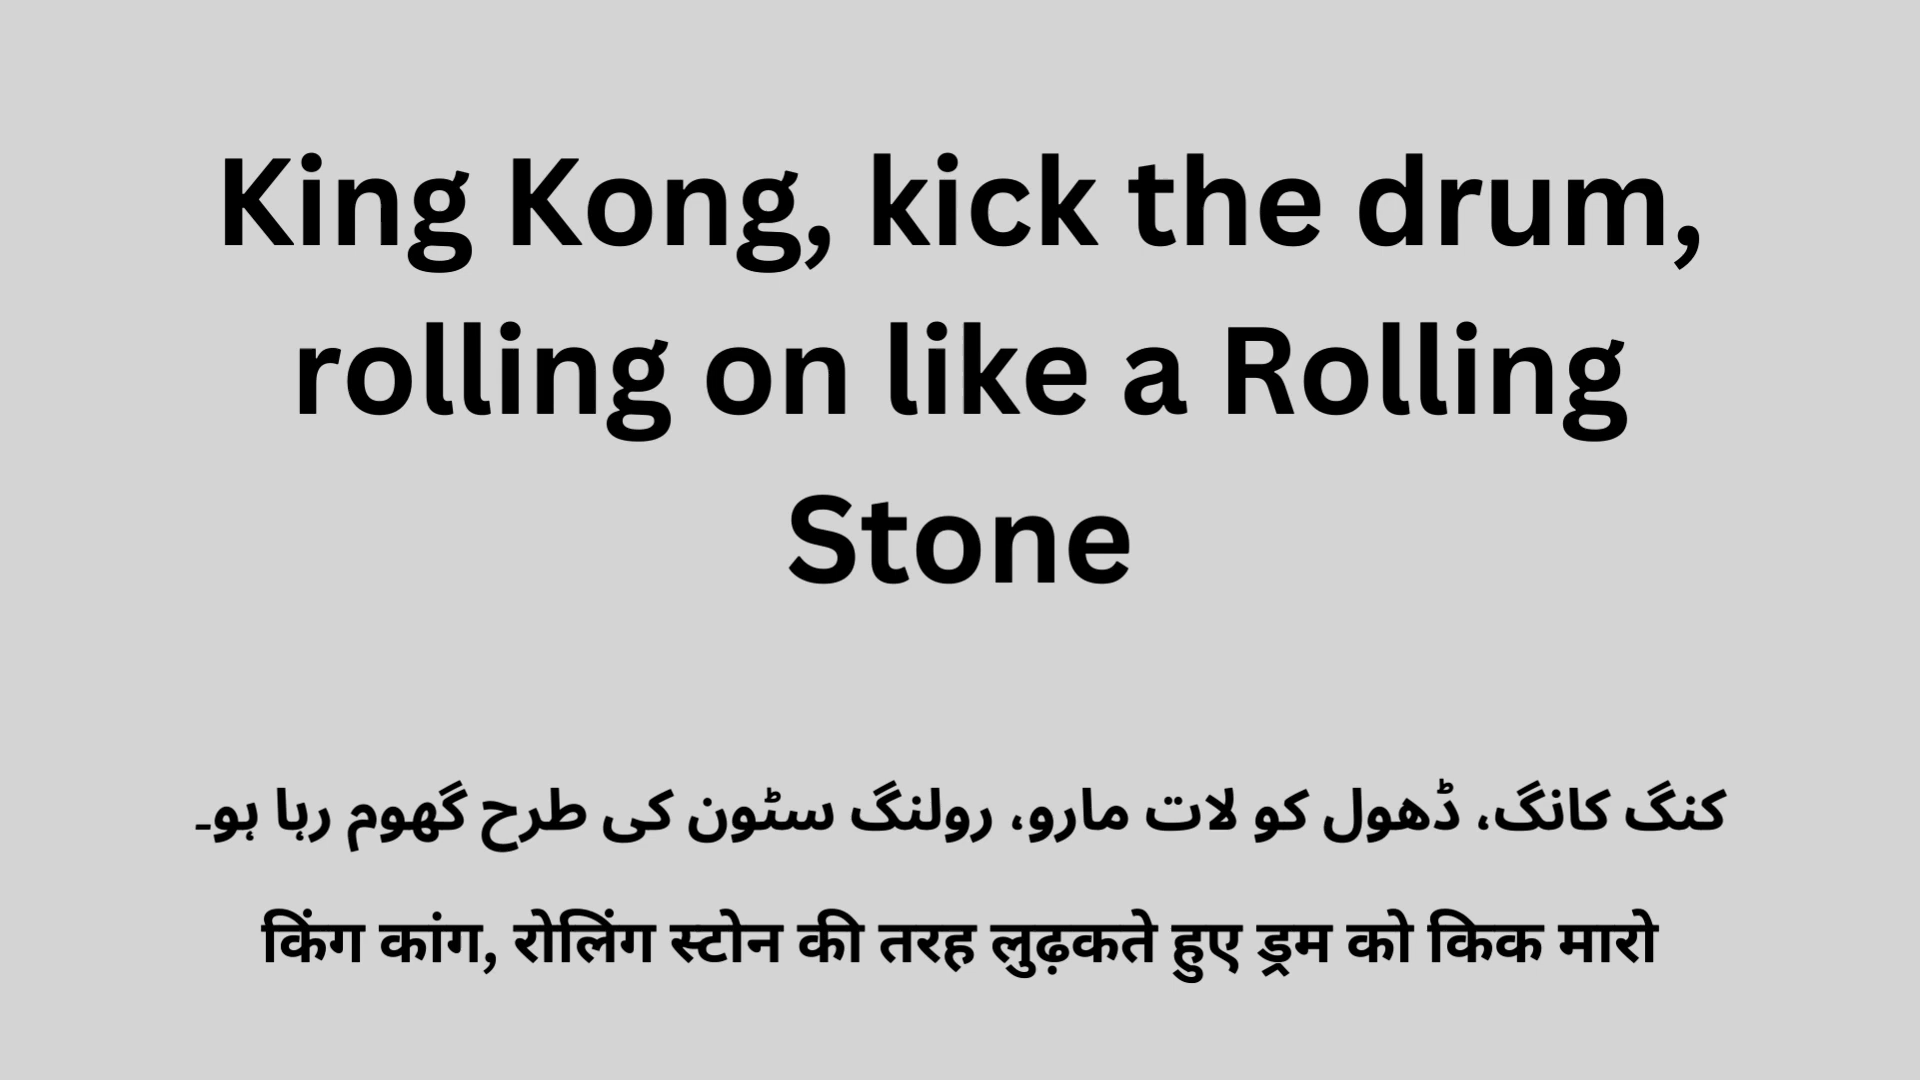 King Kong, kick the drum,
rolling on like a Rolling
Stone
کنگ کانگ، ڈھول کو لات مارو، رولنگ سٹون کی طرح گھوم رہا ہو۔
किंग कांग, रोलिंग स्टोन की तरह लुढ़कते हुए ड्रम को किक मारो